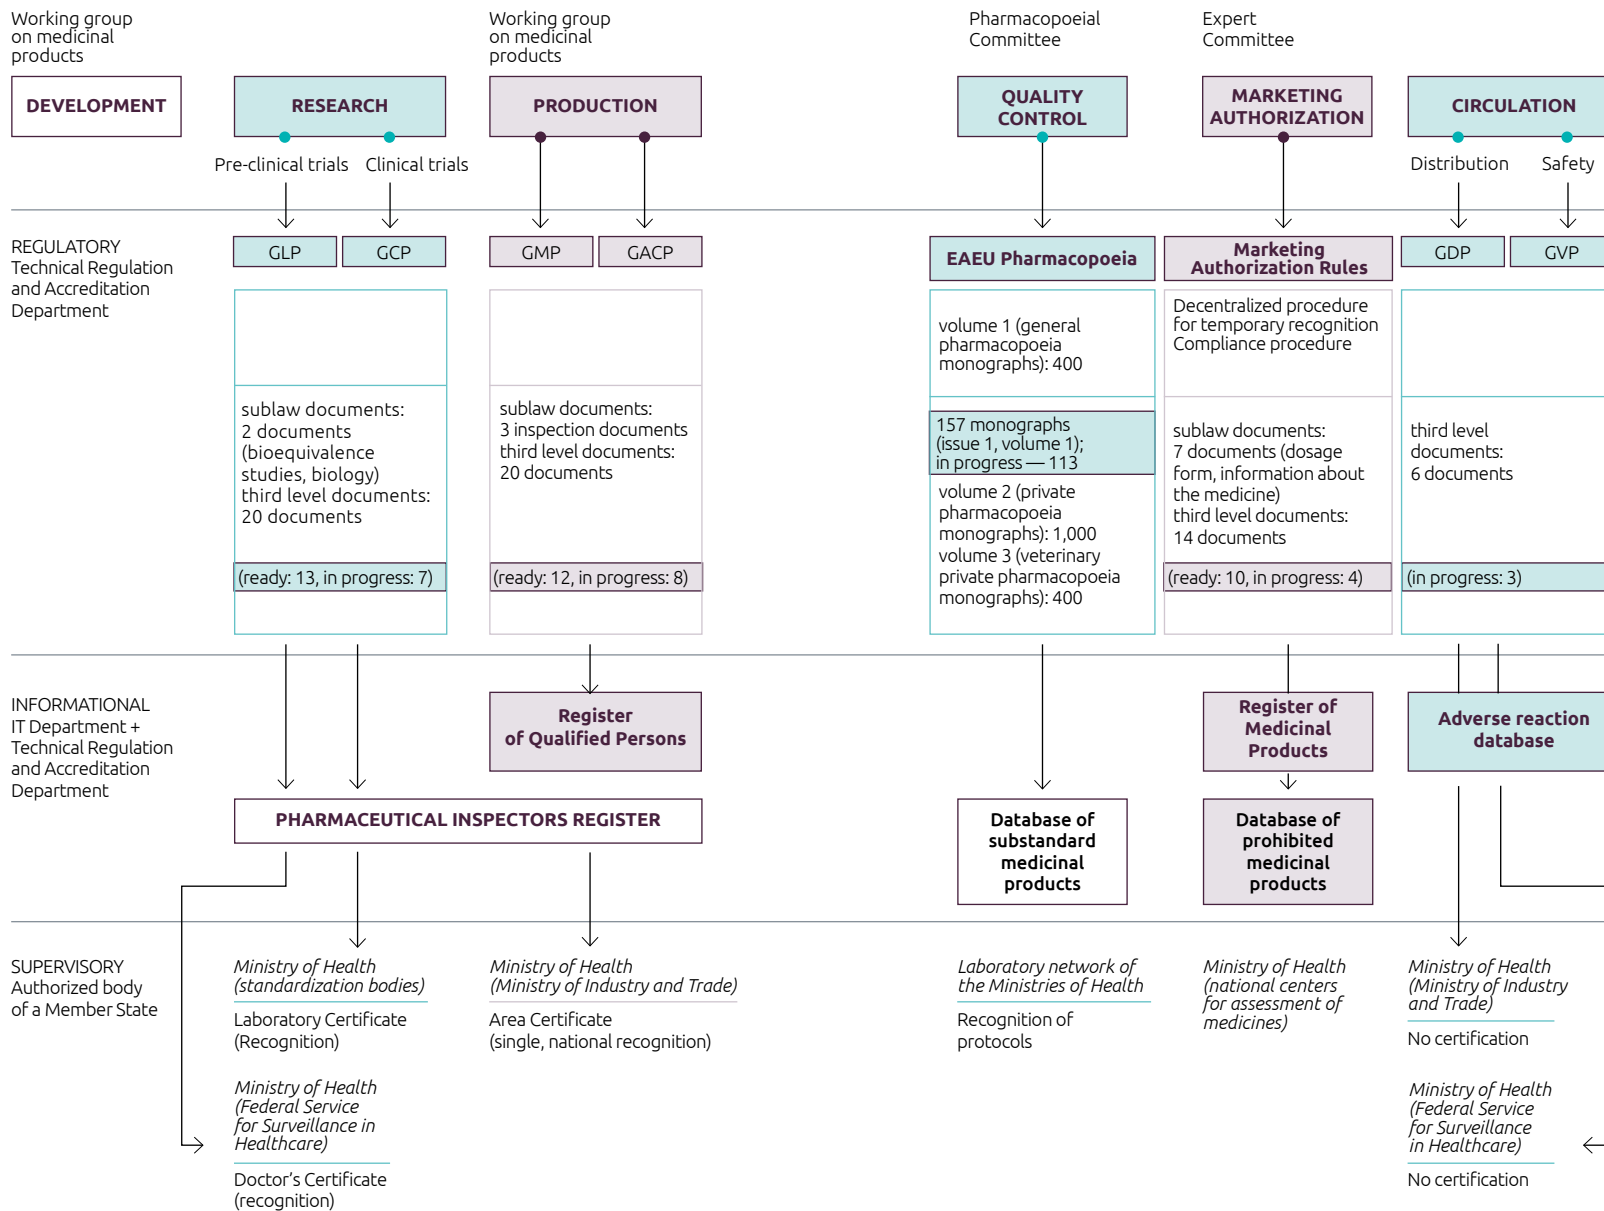 Working group
on medicinal
products
Working group
on medicinal
products
Pharmacopoeial
Committee
Expert
Committee
DEVELOPMENT
RESEARCH
PRODUCTION
QUALITY
CONTROL
MARKETING
AUTHORIZATION
CIRCULATION
Pre-clinical trials
Clinical trials
Distribution
Safety
REGULATORY
Technical Regulation
and Accreditation
Department
GLP
GCP
GMP
GACP
EAEU Pharmacopoeia
Marketing
Authorization Rules
GDP
GVP
sublaw documents:
2 documents
(bioequivalence
studies, biology)
third level documents:
20 documents
(ready: 13, in progress: 7)
sublaw documents:
3 inspection documents
third level documents:
20 documents
(ready: 12, in progress: 8)
volume 1 (general
pharmacopoeia
monographs): 400
157 monographs
(issue 1, volume 1);
in progress — 113
volume 2 (private
pharmacopoeia
monographs): 1,000
volume 3 (veterinary
private pharmacopoeia
monographs): 400
Decentralized procedure
for temporary recognition
Compliance procedure
sublaw documents:
7 documents (dosage
form, information about
the medicine)
third level documents:
14 documents
(ready: 10, in progress: 4)
third level
documents:
6 documents
(in progress: 3)
INFORMATIONAL
IT Department +
Technical Regulation
and Accreditation
Department
Register
of Qualified Persons
Register of
Medicinal
Products
Adverse reaction
database
PHARMACEUTICAL INSPECTORS REGISTER
Database of
substandard
medicinal
products
Database of
prohibited
medicinal
products
SUPERVISORY
Authorized body
of a Member State
Ministry of Health
(standardization bodies)
Laboratory Certificate
(Recognition)
Ministry of Health
(Federal Service
for Surveillance in
Healthcare)
Doctor’s Certificate
(recognition)
Ministry of Health
(Ministry of Industry and Trade)
Area Certificate
(single, national recognition)
Laboratory network of
the Ministries of Health
Recognition of
protocols
Ministry of Health
(national centers
for assessment of
medicines)
Ministry of Health
(Ministry of Industry
and Trade)
No certification
Ministry of Health
(Federal Service
for Surveillance
in Healthcare)
No certification